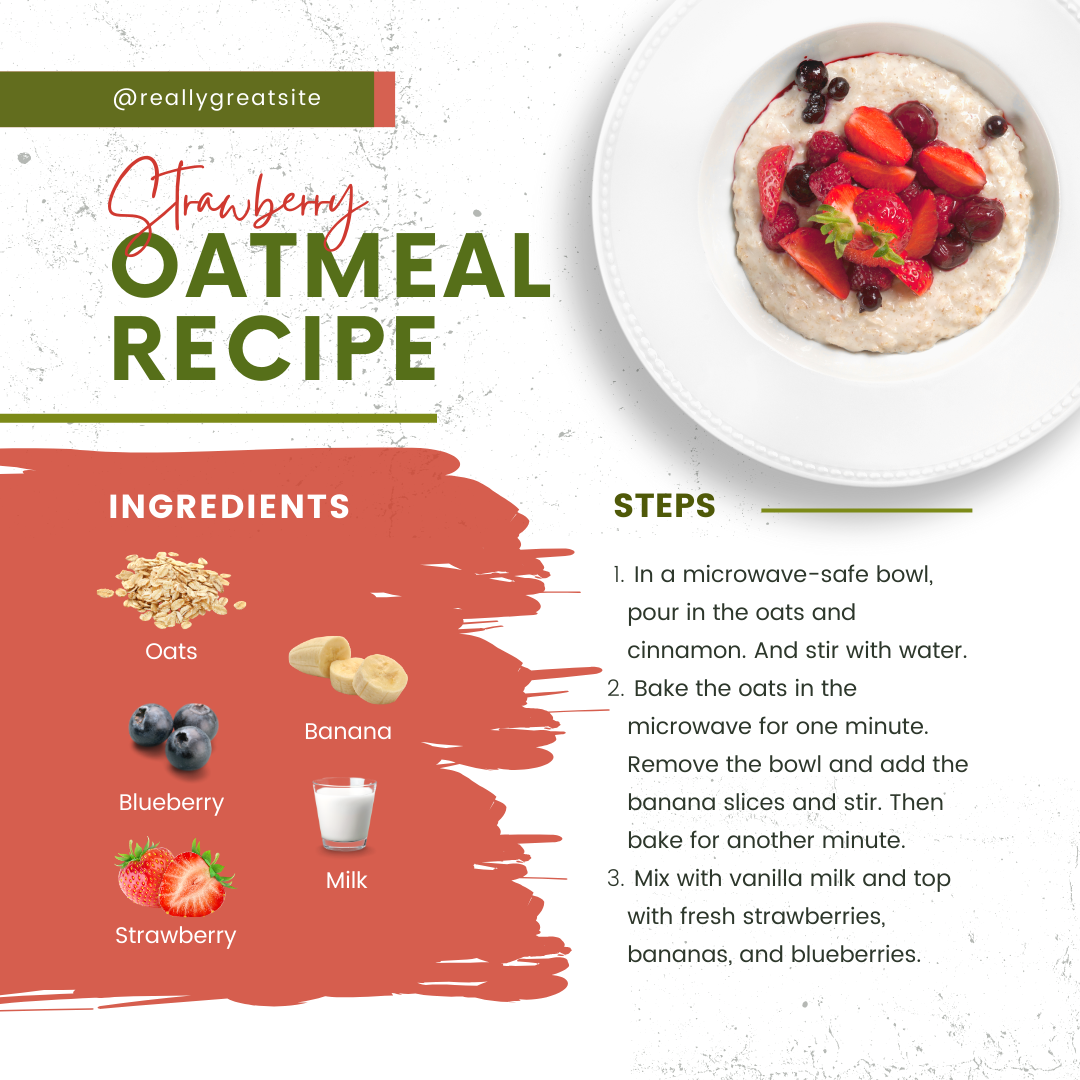 @reallygreatsite
Strawberry
OATMEAL
RECIPE
INGREDIENTS
Oats
Banana
Blueberry
Milk
Strawberry
STEPS
1. In a microwave-safe bowl,
pour in the oats and
cinnamon. And stir with water.
2. Bake the oats in the
microwave for one minute.
Remove the bowl and add the
banana slices and stir. Then
bake for another minute.
3. Mix with vanilla milk and top
with fresh strawberries,
bananas, and blueberries.